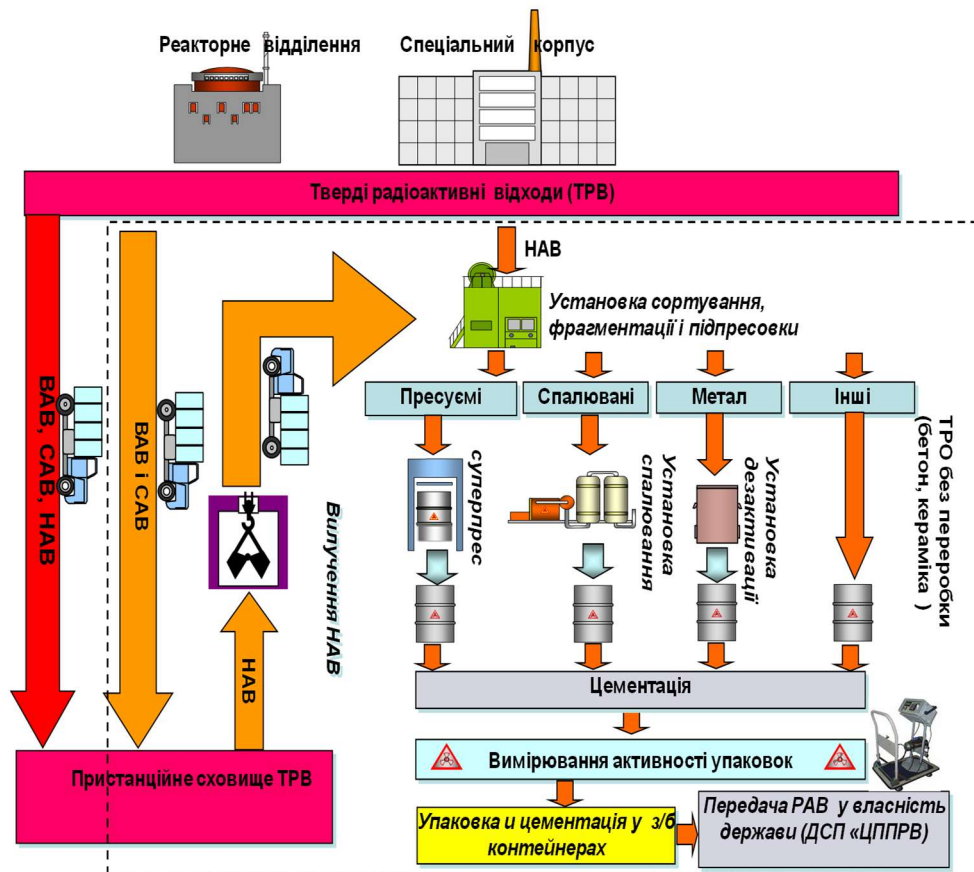 Реакторне відділення
Спеціальний корпус
Тверді радіоактивні відходи (ТРВ)
НАВ
Установка сортування,
фрагментації і підпресовки
Пресуємі
Спалювані
Метал
Інші
ВАВ, САВ, НАВ
ВАВ і САВ
Вилучення НАВ
НАВ
суперпрес
Установка
спалювання
Установка
дезактивації
ТРО без переробки
(бетон, кераміка )
Цементація
Вимірювання активності упаковок
Пристанційне сховище ТРВ
Упаковка и цементація у з/б
контейнерах
Передача РАВ у власність
держави (ДСП «ЦППРВ)